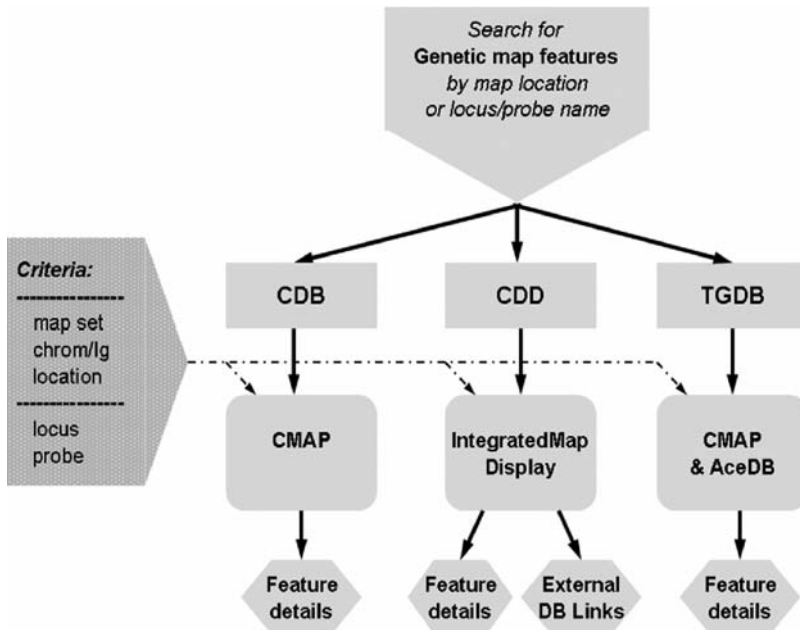 Search for
Genetic map features
by map location
or locus/probe name
Criteria:
map set
chrom/lg
location
locus
probe
CDB
CDD
TGDB
CMAP
IntegratedMap
Display
CMAP
& AceDB
Feature
details
Feature
details
External
DB Links
Feature
details